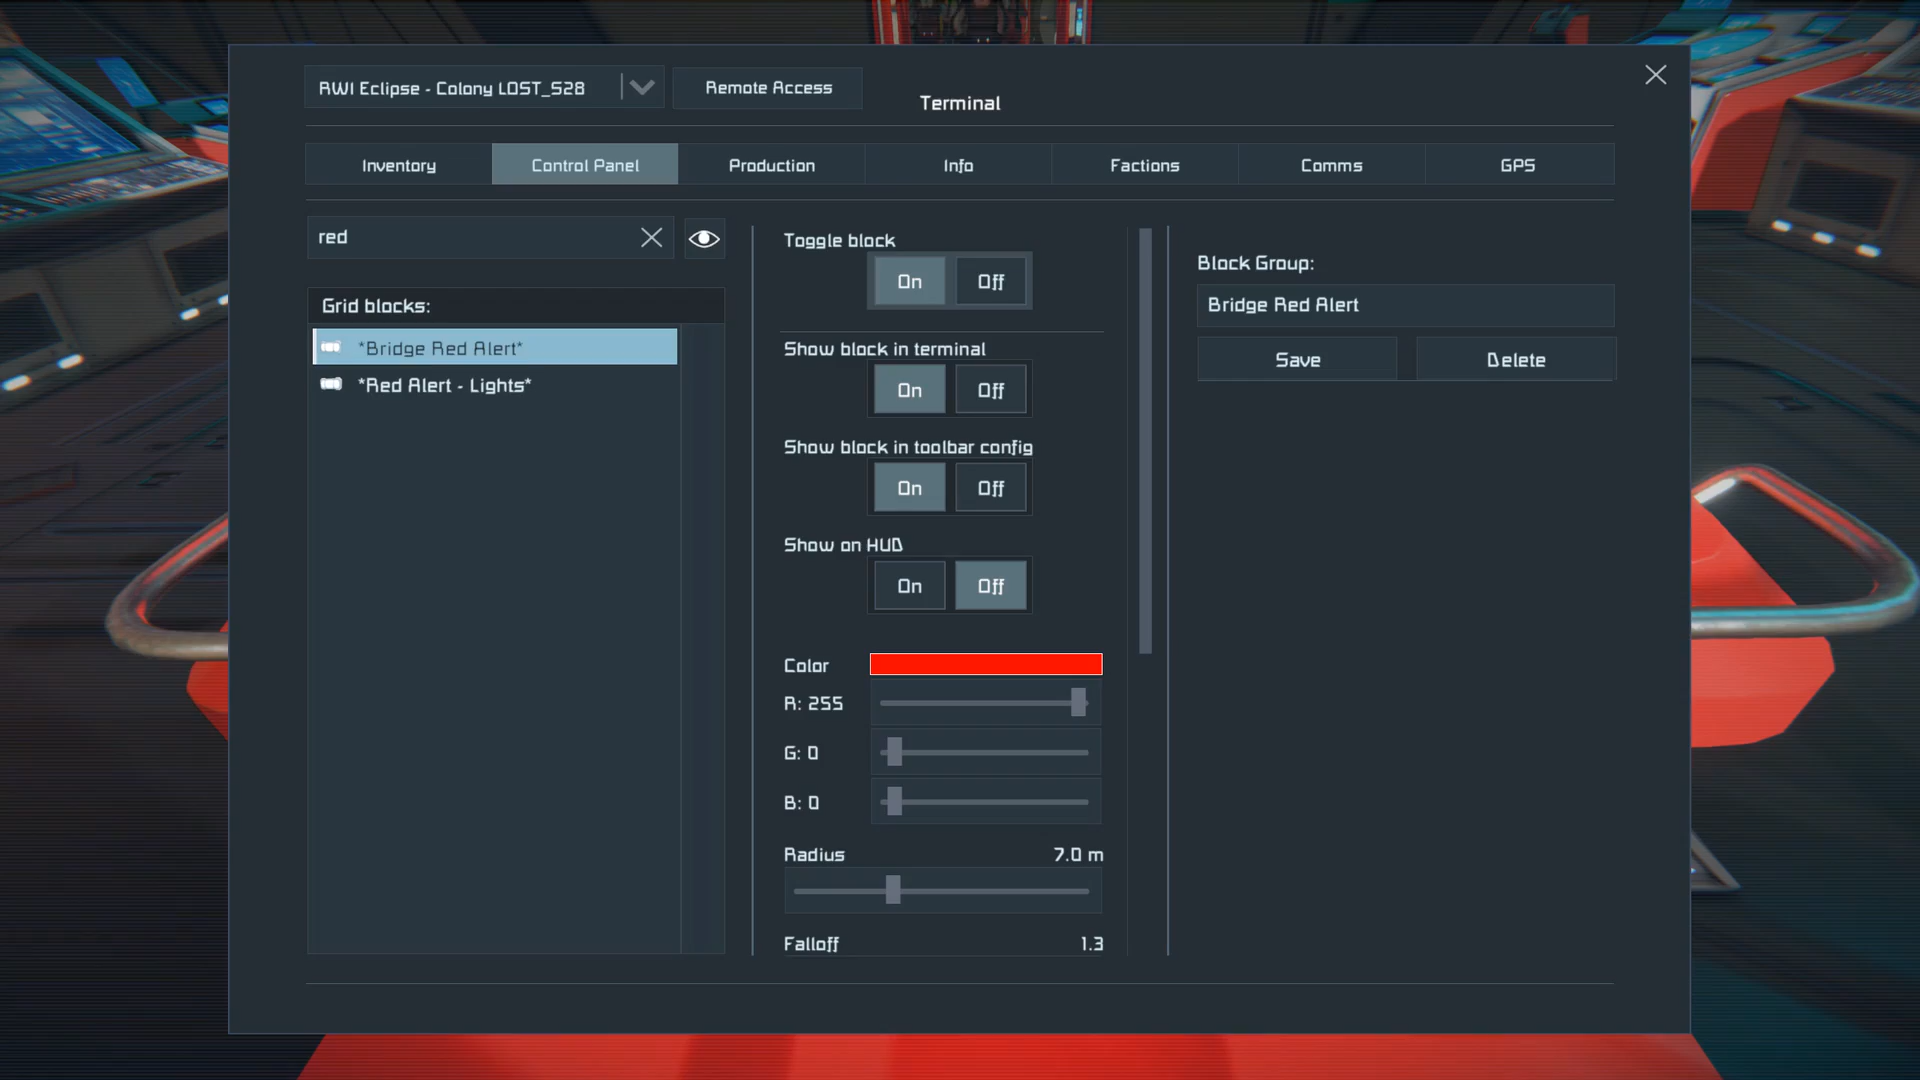 RWI Eclipse - Colony LOST_S28
Remote Access
Terminal
Inventory
Control Panel
Production
Info
Factions
Comms
GPS
red
Grid blocks:
*Bridge Red Alert*
*Red Alert - Lights*
Toggle block
On
Off
Show block in terminal
On
Off
Show block in toolbar config
On
Off
Show on HUD
On
Off
Color
R: 255
G: 0
B: 0
Radius
7.0 m
Falloff
1.3
Block Group:
Bridge Red Alert
Save
Delete